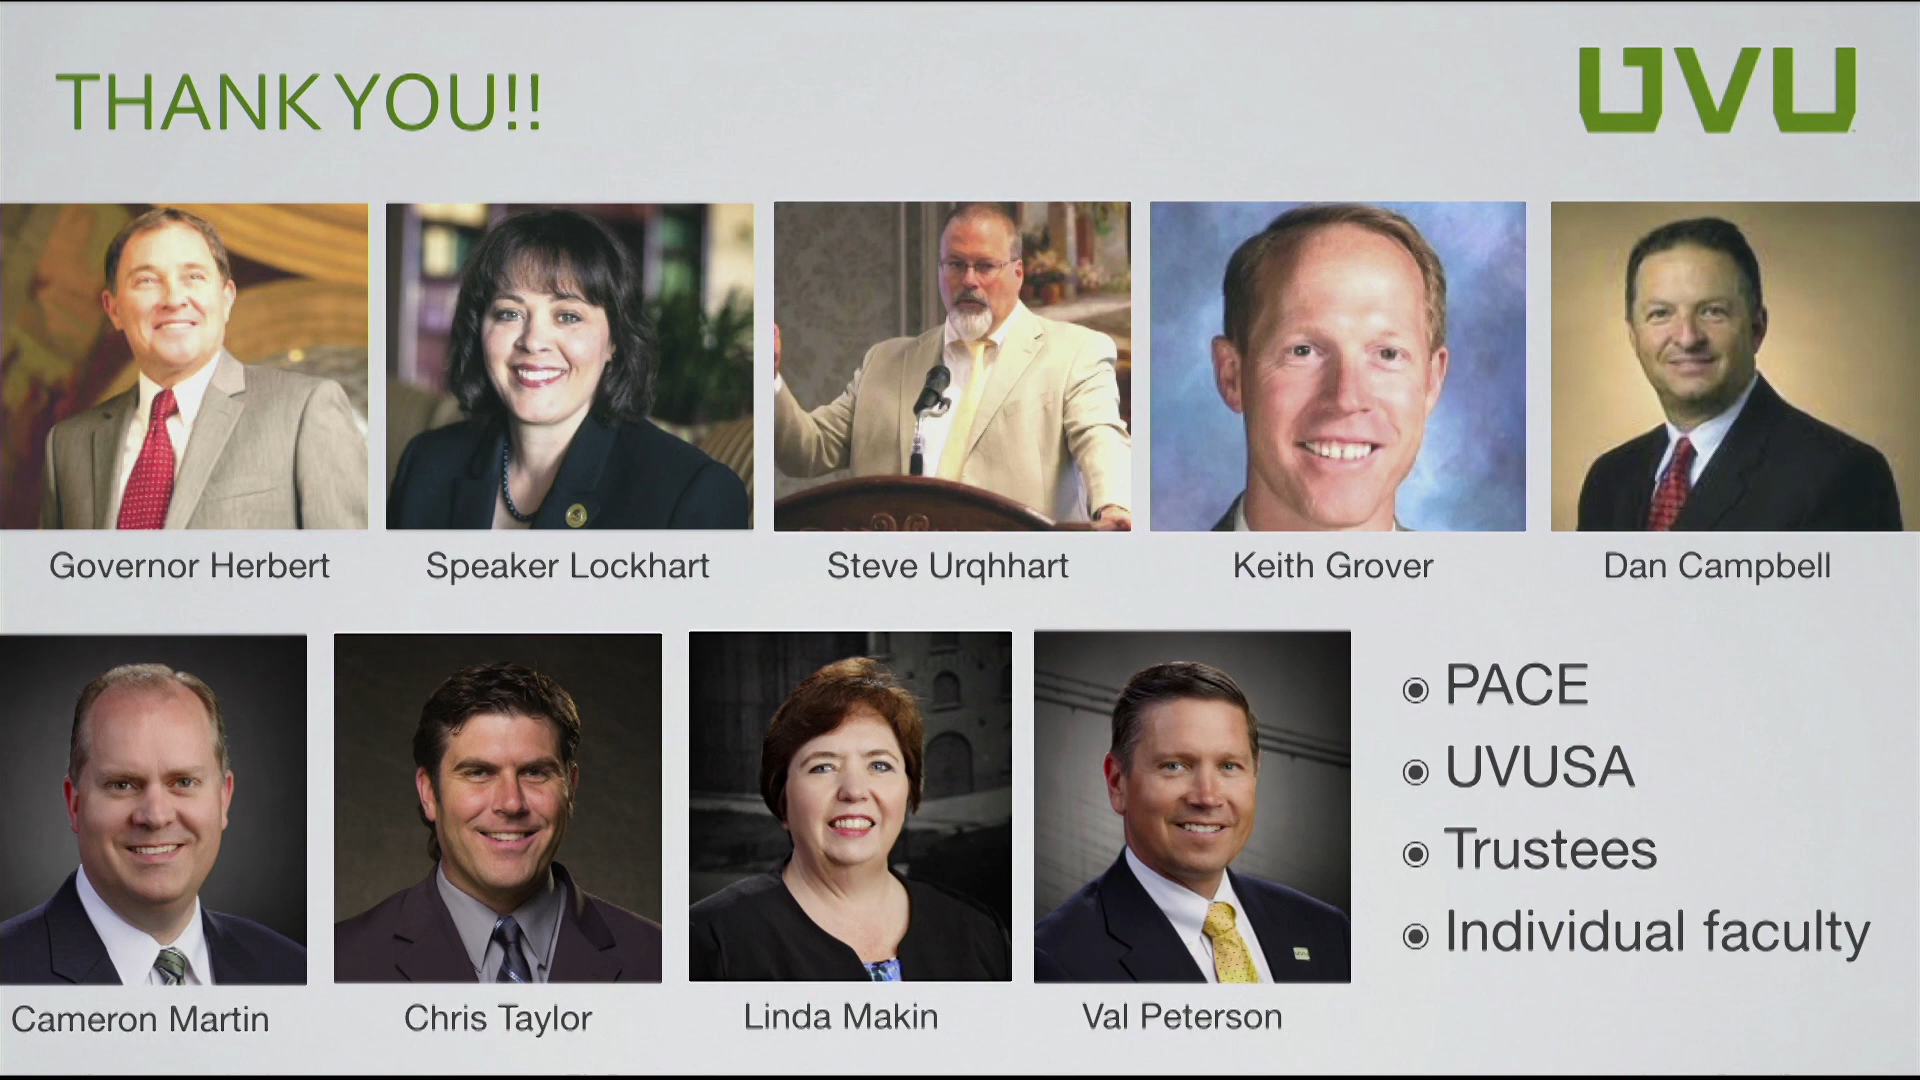 THANK YOU!!
UVU
Governor Herbert
Speaker Lockhart
Steve Urqhhart
Keith Grover
Dan Campbell
Cameron Martin
Chris Taylor
Linda Makin
Val Peterson
PACE
UVUSA
Trustees
Individual faculty